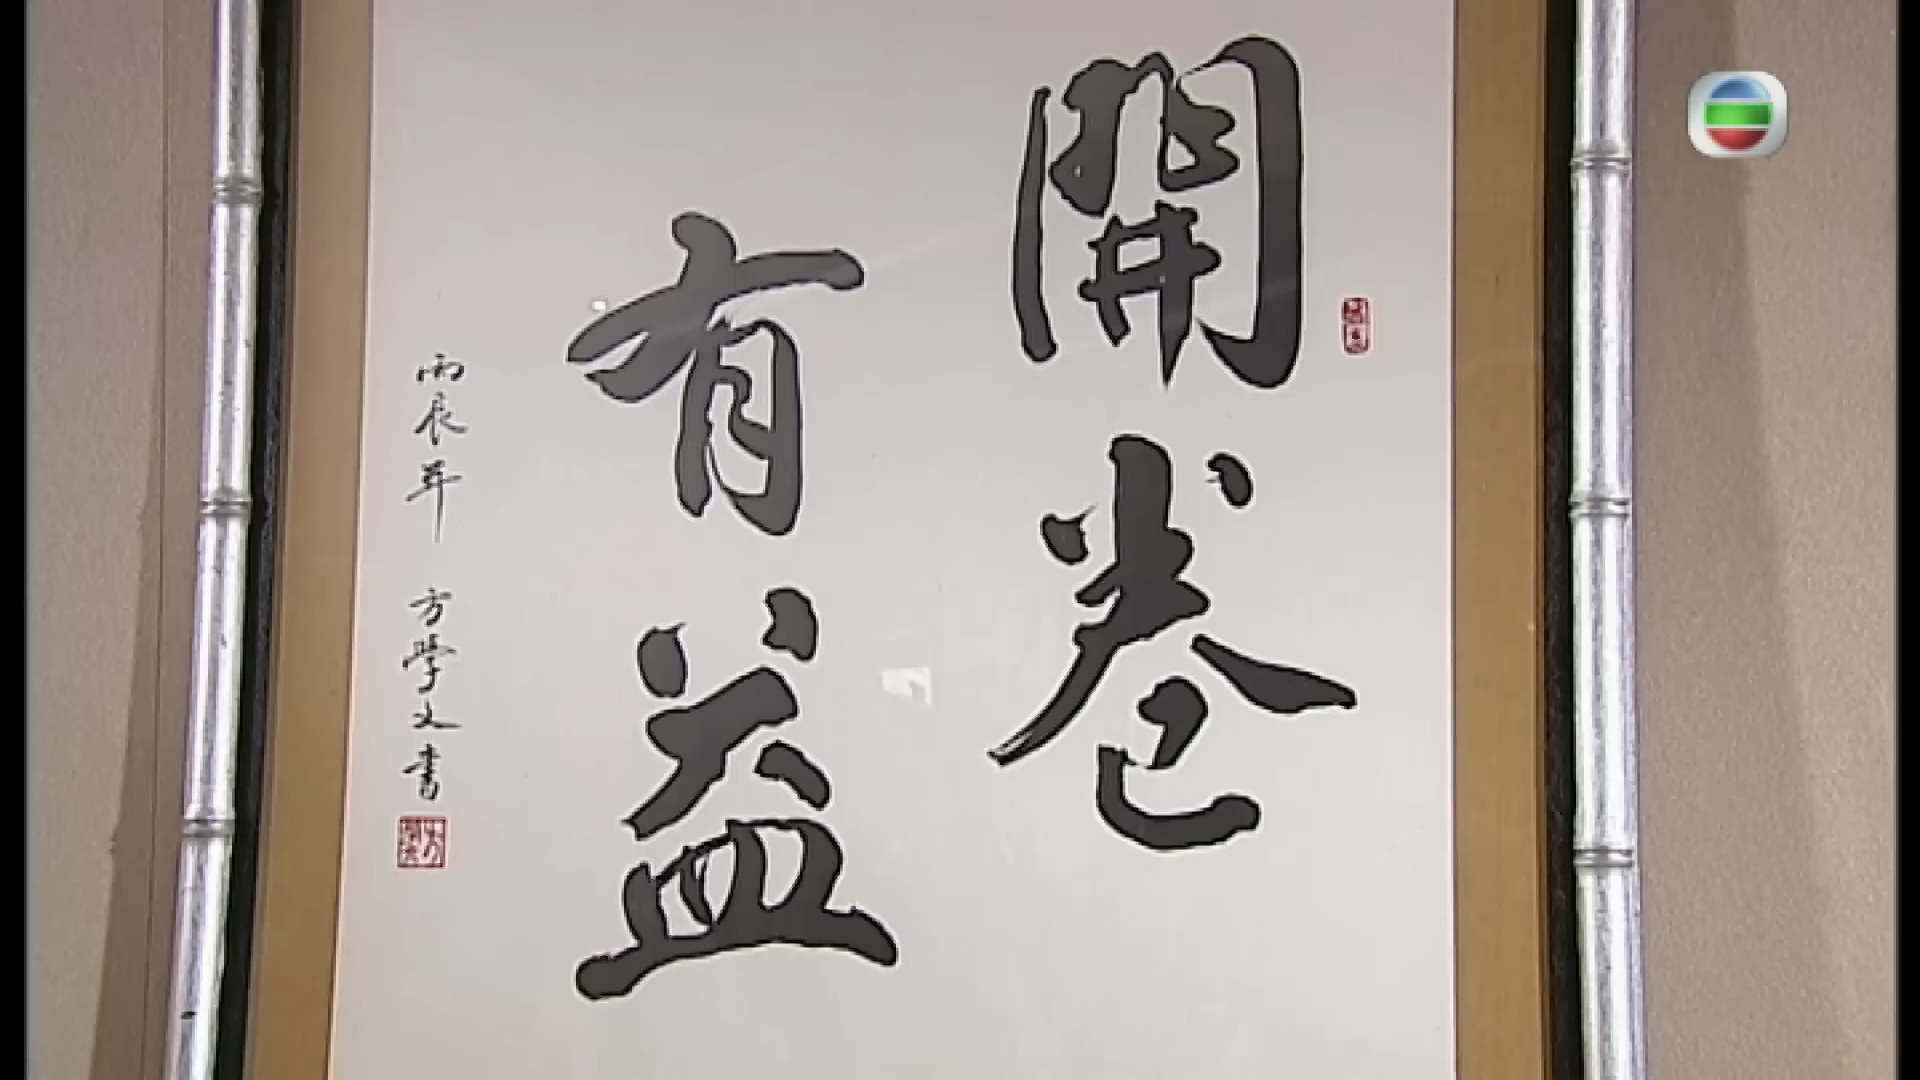 開卷
有益
丙辰年 方學文書